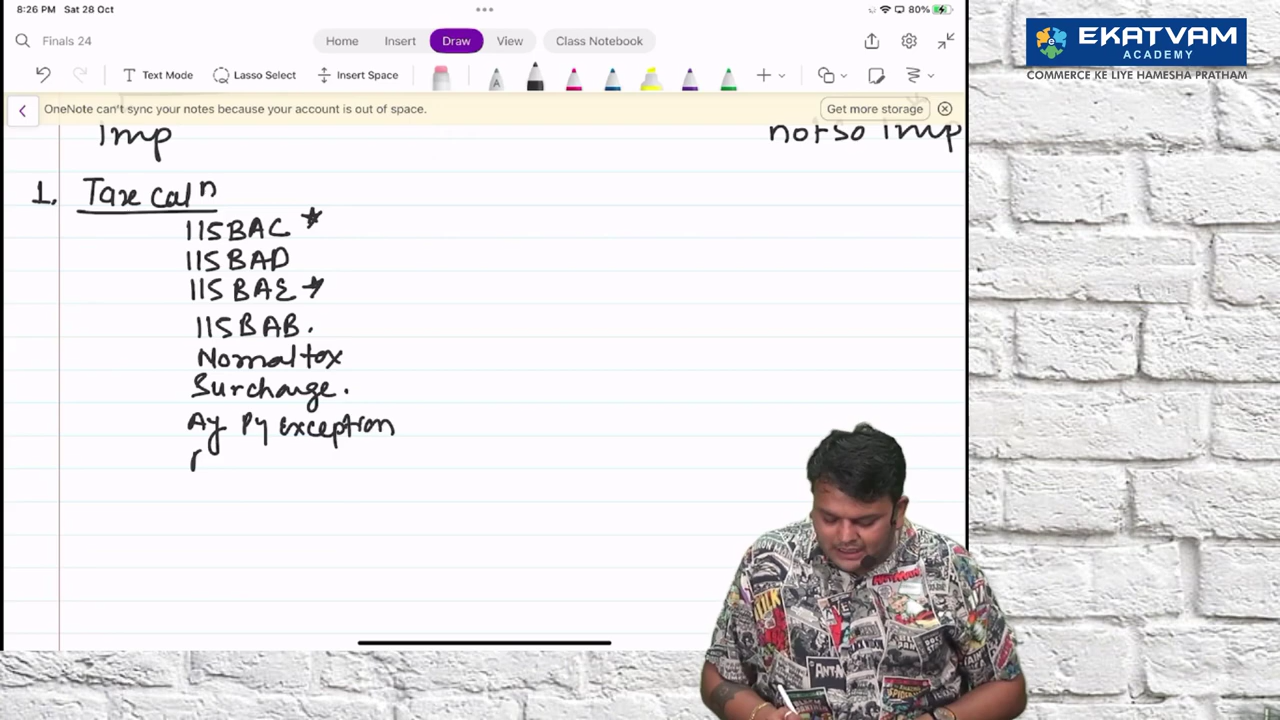 8:26 PM Sat 28 Oct
80%
EKATVAM
ACADEMY
COMMERCE KE LIYE HAMESHA PRATHAM
Finals 24
Home Insert Draw View Class Notebook
Text Mode Lasso Select Insert Space
OneNote can't sync your notes because your account is out of space. Get more storage
Imp not so imp
1. Tax caln
115BAC
115BAD
115BAE
115BAB.
Normal tax
Surcharge.
Ay Py Exception
ANTA